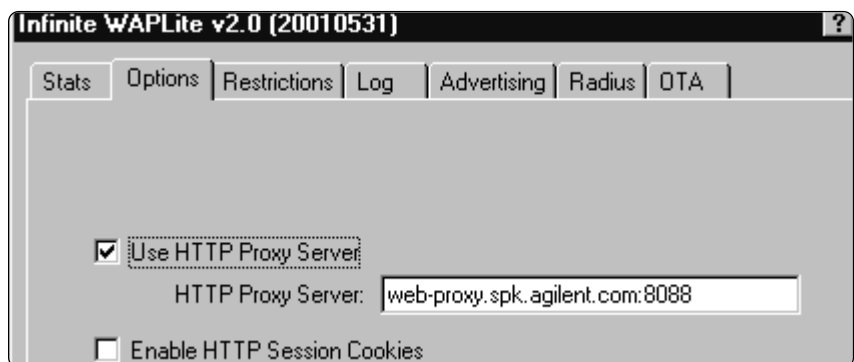 Infinite WAPLite v2.0 (20010531) ?
Stats Options Restrictions Log Advertising Radius OTA
Use HTTP Proxy Server
HTTP Proxy Server: web-proxy.spk.agilent.com:8088
Enable HTTP Session Cookies